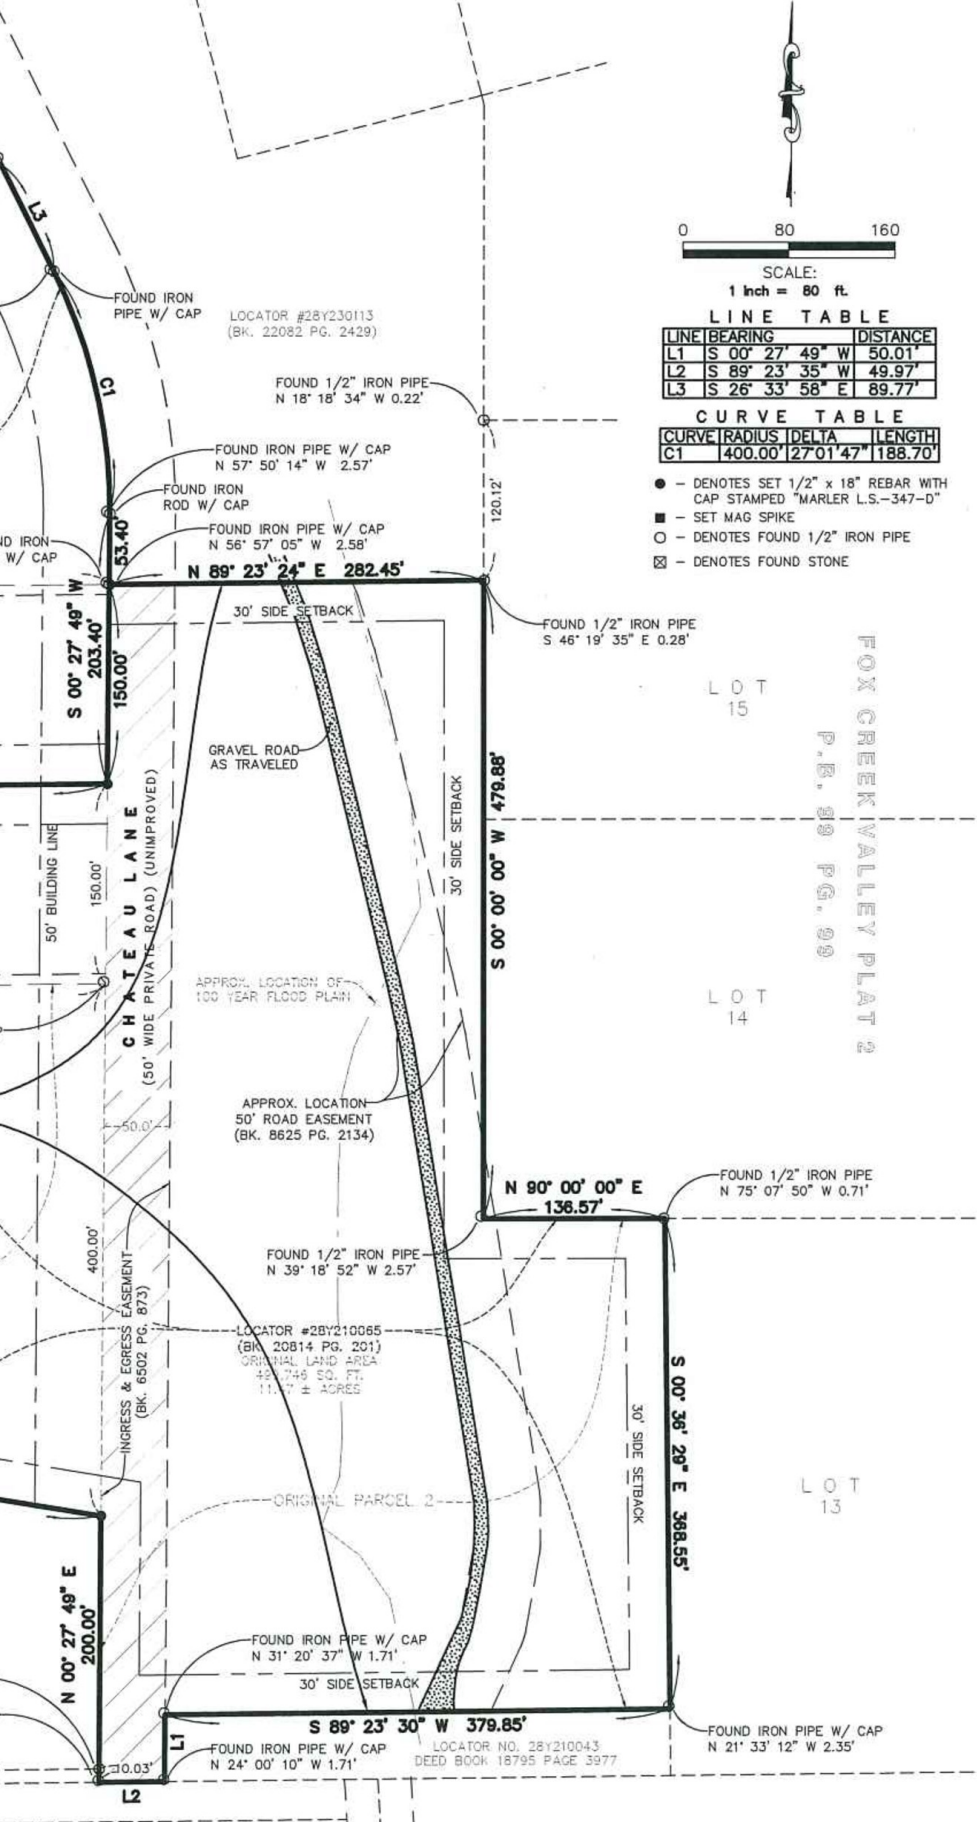 0 80 160
SCALE:
1 Inch = 80 ft.
LINE TABLE
LINE BEARING DISTANCE
L1 S 00° 27' 49" W 50.01'
L2 S 89° 23' 35" W 49.97'
L3 S 26° 33' 58" E 89.77'
CURVE TABLE
CURVE RADIUS DELTA LENGTH
C1 400.00' 27°01'47" 188.70'
● – DENOTES SET 1/2" x 18" REBAR WITH
CAP STAMPED "MARLER L.S.–347–D"
■ – SET MAG SPIKE
○ – DENOTES FOUND 1/2" IRON PIPE
☒ – DENOTES FOUND STONE
L3
FOUND IRON
PIPE W/ CAP
LOCATOR #28Y230113
(BK. 22082 PG. 2429)
C1
FOUND 1/2" IRON PIPE
N 18° 18' 34" W 0.22'
FOUND IRON PIPE W/ CAP
N 57° 50' 14" W 2.57'
FOUND IRON
ROD W/ CAP
120.12'
FOUND IRON PIPE W/ CAP
N 56° 57' 05" W 2.58'
IRON
W/ CAP
53.40'
N 89° 23' 24" E 282.45'
30' SIDE SETBACK
FOUND 1/2" IRON PIPE
S 46° 19' 35" E 0.28'
S 00° 27' 49" W
203.40'
150.00'
LOT
15
FOX CREEK VALLEY PLAT 2
P.B. 99 PG. 99
GRAVEL ROAD
AS TRAVELED
30' SIDE SETBACK
S 00° 00' 00" W 479.88'
50' BUILDING LINE
150.00'
CHATEAU LANE
(50' WIDE PRIVATE ROAD) (UNIMPROVED)
APPROX. LOCATION OF
100 YEAR FLOOD PLAIN
LOT
14
APPROX. LOCATION
50' ROAD EASEMENT
(BK. 8625 PG. 2134)
50.0'
N 90° 00' 00" E
136.57'
FOUND 1/2" IRON PIPE
N 75° 07' 50" W 0.71'
400.00'
INGRESS & EGRESS EASEMENT
(BK. 6502 PG. 873)
FOUND 1/2" IRON PIPE
N 39° 18' 52" W 2.57'
LOCATOR #28Y210065
(BK. 20814 PG. 201)
ORIGINAL LAND AREA
SQ. FT.
± ACRES
S 00° 36' 29" E 368.55'
30' SIDE SETBACK
ORIGINAL PARCEL 2
LOT
13
N 00° 27' 49" E
200.00'
FOUND IRON PIPE W/ CAP
N 31° 20' 37" W 1.71'
30' SIDE SETBACK
S 89° 23' 30" W 379.85'
L1
FOUND IRON PIPE W/ CAP
N 24° 00' 10" W 1.71'
LOCATOR NO. 28Y210043
DEED BOOK 18795 PAGE 3977
FOUND IRON PIPE W/ CAP
N 21° 33' 12" W 2.35'
10.03'
L2